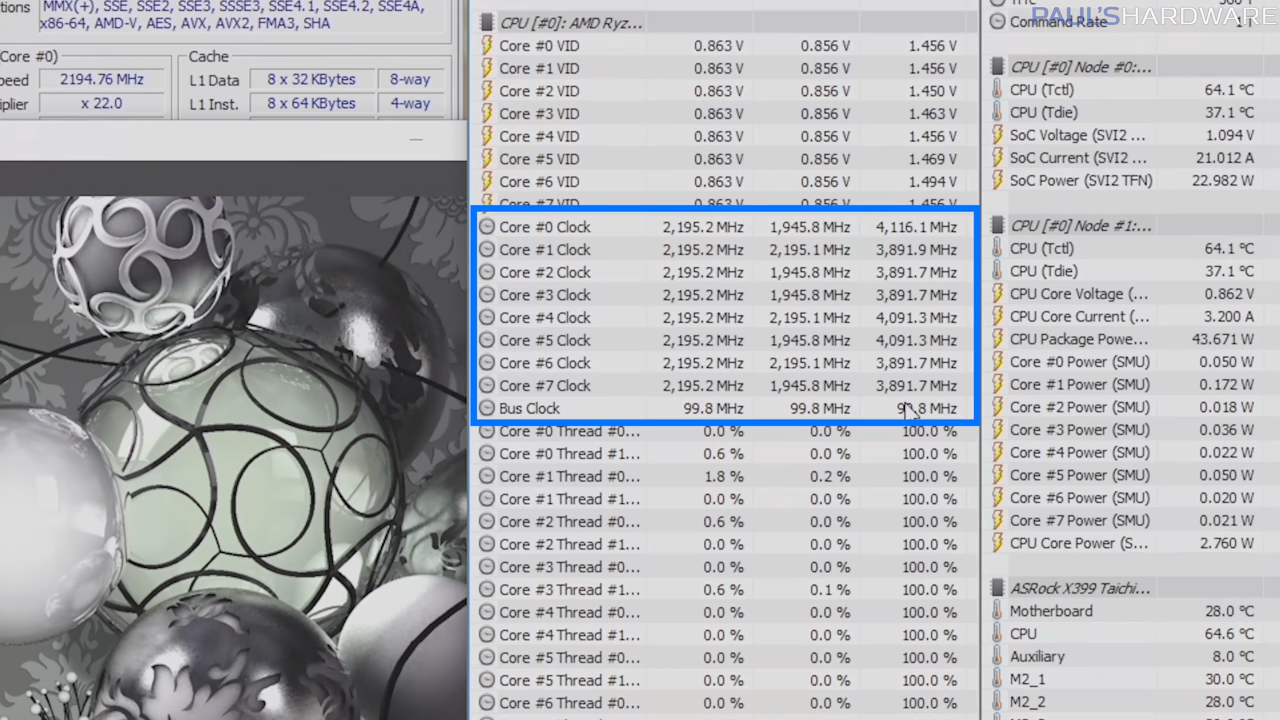 PAUL'SHARDWARE
tions MMX(+), SSE, SSE2, SSE3, SSSE3, SSE4.1, SSE4.2, SSE4A,
x86-64, AMD-V, AES, AVX, AVX2, FMA3, SHA
Core #0) Cache
peed 2194.76 MHz L1 Data 8 x 32 KBytes 8-way
iplier x 22.0 L1 Inst. 8 x 64 KBytes 4-way
CPU [#0]: AMD Ryz...
Core #0 VID 0.863 V 0.856 V 1.456 V
Core #1 VID 0.863 V 0.856 V 1.456 V
Core #2 VID 0.863 V 0.856 V 1.450 V
Core #3 VID 0.863 V 0.856 V 1.463 V
Core #4 VID 0.863 V 0.856 V 1.456 V
Core #5 VID 0.863 V 0.856 V 1.469 V
Core #6 VID 0.863 V 0.856 V 1.494 V
Core #7 VID 0.863 V 0.856 V 1.456 V
Core #0 Clock 2,195.2 MHz 1,945.8 MHz 4,116.1 MHz
Core #1 Clock 2,195.2 MHz 2,195.1 MHz 3,891.9 MHz
Core #2 Clock 2,195.2 MHz 1,945.8 MHz 3,891.7 MHz
Core #3 Clock 2,195.2 MHz 1,945.8 MHz 3,891.7 MHz
Core #4 Clock 2,195.2 MHz 2,195.1 MHz 4,091.3 MHz
Core #5 Clock 2,195.2 MHz 1,945.8 MHz 4,091.3 MHz
Core #6 Clock 2,195.2 MHz 2,195.1 MHz 3,891.7 MHz
Core #7 Clock 2,195.2 MHz 1,945.8 MHz 3,891.7 MHz
Bus Clock 99.8 MHz 99.8 MHz MHz
Core #0 Thread #0... 0.0 % 0.0 % 100.0 %
Core #0 Thread #1... 0.6 % 0.0 % 100.0 %
Core #1 Thread #0... 1.8 % 0.2 % 100.0 %
Core #1 Thread #1... 0.0 % 0.0 % 100.0 %
Core #2 Thread #0... 0.6 % 0.0 % 100.0 %
Core #2 Thread #1... 0.0 % 0.0 % 100.0 %
Core #3 Thread #0... 0.0 % 0.0 % 100.0 %
Core #3 Thread #1... 0.6 % 0.1 % 100.0 %
Core #4 Thread #0... 0.0 % 0.0 % 100.0 %
Core #4 Thread #1... 0.0 % 0.0 % 100.0 %
Core #5 Thread #0... 0.0 % 0.0 % 100.0 %
Core #5 Thread #1... 0.0 % 0.0 % 100.0 %
Core #6 Thread #0... 0.0 % 0.0 % 100.0 %
Command Rate
CPU [#0] Node #0:...
CPU (Tctl) 64.1 °C
CPU (Tdie) 37.1 °C
SoC Voltage (SVI2 ... 1.094 V
SoC Current (SVI2 ... 21.012 A
SoC Power (SVI2 TFN) 22.982 W
CPU [#0] Node #1:...
CPU (Tctl) 64.1 °C
CPU (Tdie) 37.1 °C
CPU Core Voltage (... 0.862 V
CPU Core Current (... 3.200 A
CPU Package Powe... 43.671 W
Core #0 Power (SMU) 0.050 W
Core #1 Power (SMU) 0.172 W
Core #2 Power (SMU) 0.018 W
Core #3 Power (SMU) 0.036 W
Core #4 Power (SMU) 0.022 W
Core #5 Power (SMU) 0.050 W
Core #6 Power (SMU) 0.020 W
Core #7 Power (SMU) 0.021 W
CPU Core Power (S... 2.760 W
ASRock X399 Taichi...
Motherboard 28.0 °C
CPU 64.6 °C
Auxiliary 8.0 °C
M2_1 30.0 °C
M2_2 28.0 °C